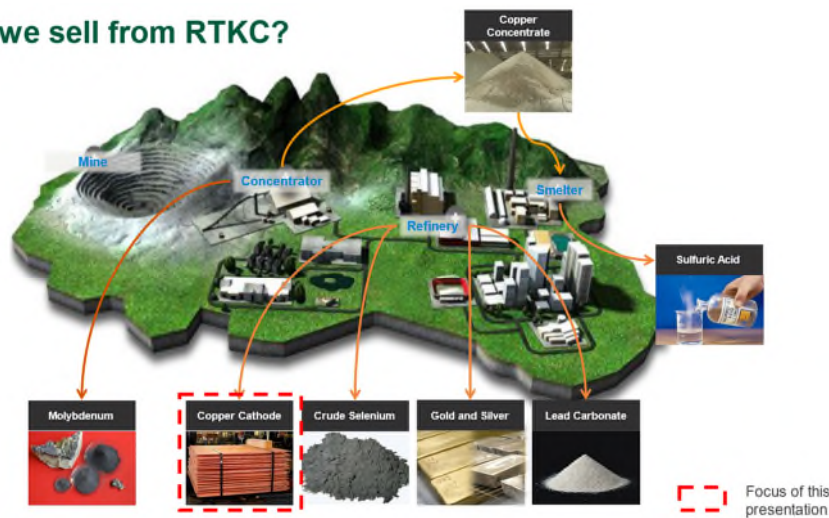 we sell from RTKC?
Copper
Concentrate
Mine
Concentrator
Smelter
Refinery
Sulfuric Acid
Molybdenum
Copper Cathode
Crude Selenium
Gold and Silver
Lead Carbonate
Focus of this
presentation